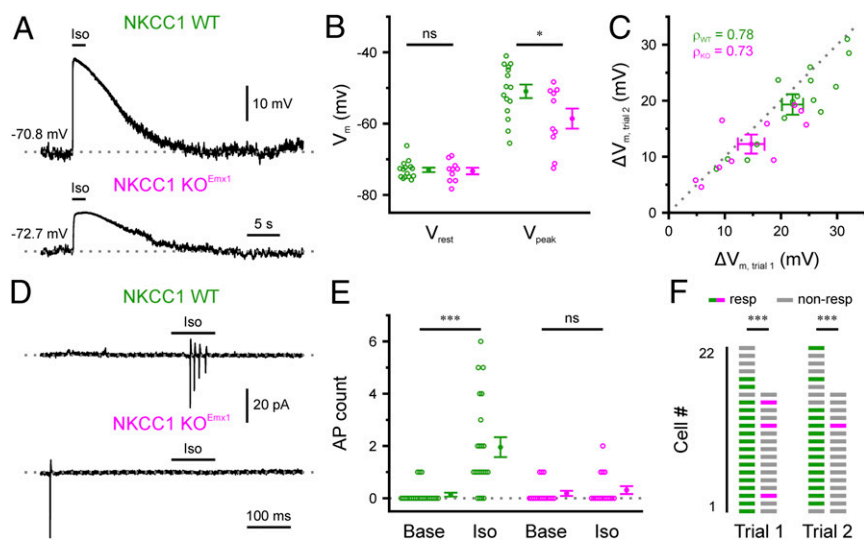 A
NKCC1 WT
Iso
10 mV
-70.8 mV
NKCC1 KO^Emx1
Iso
-72.7 mV
5 s
B
ns
*
V_m (mv)
-40
-60
-80
V_rest
V_peak
C
ρ_WT = 0.78
ρ_KO = 0.73
ΔV_m, trial 2 (mV)
30
20
10
0
0
10
20
30
ΔV_m, trial 1 (mV)
D
NKCC1 WT
Iso
20 pA
NKCC1 KO^Emx1
Iso
100 ms
E
***
ns
AP count
6
4
2
0
Base
Iso
Base
Iso
F
resp
non-resp
***
***
22
Cell #
1
Trial 1
Trial 2